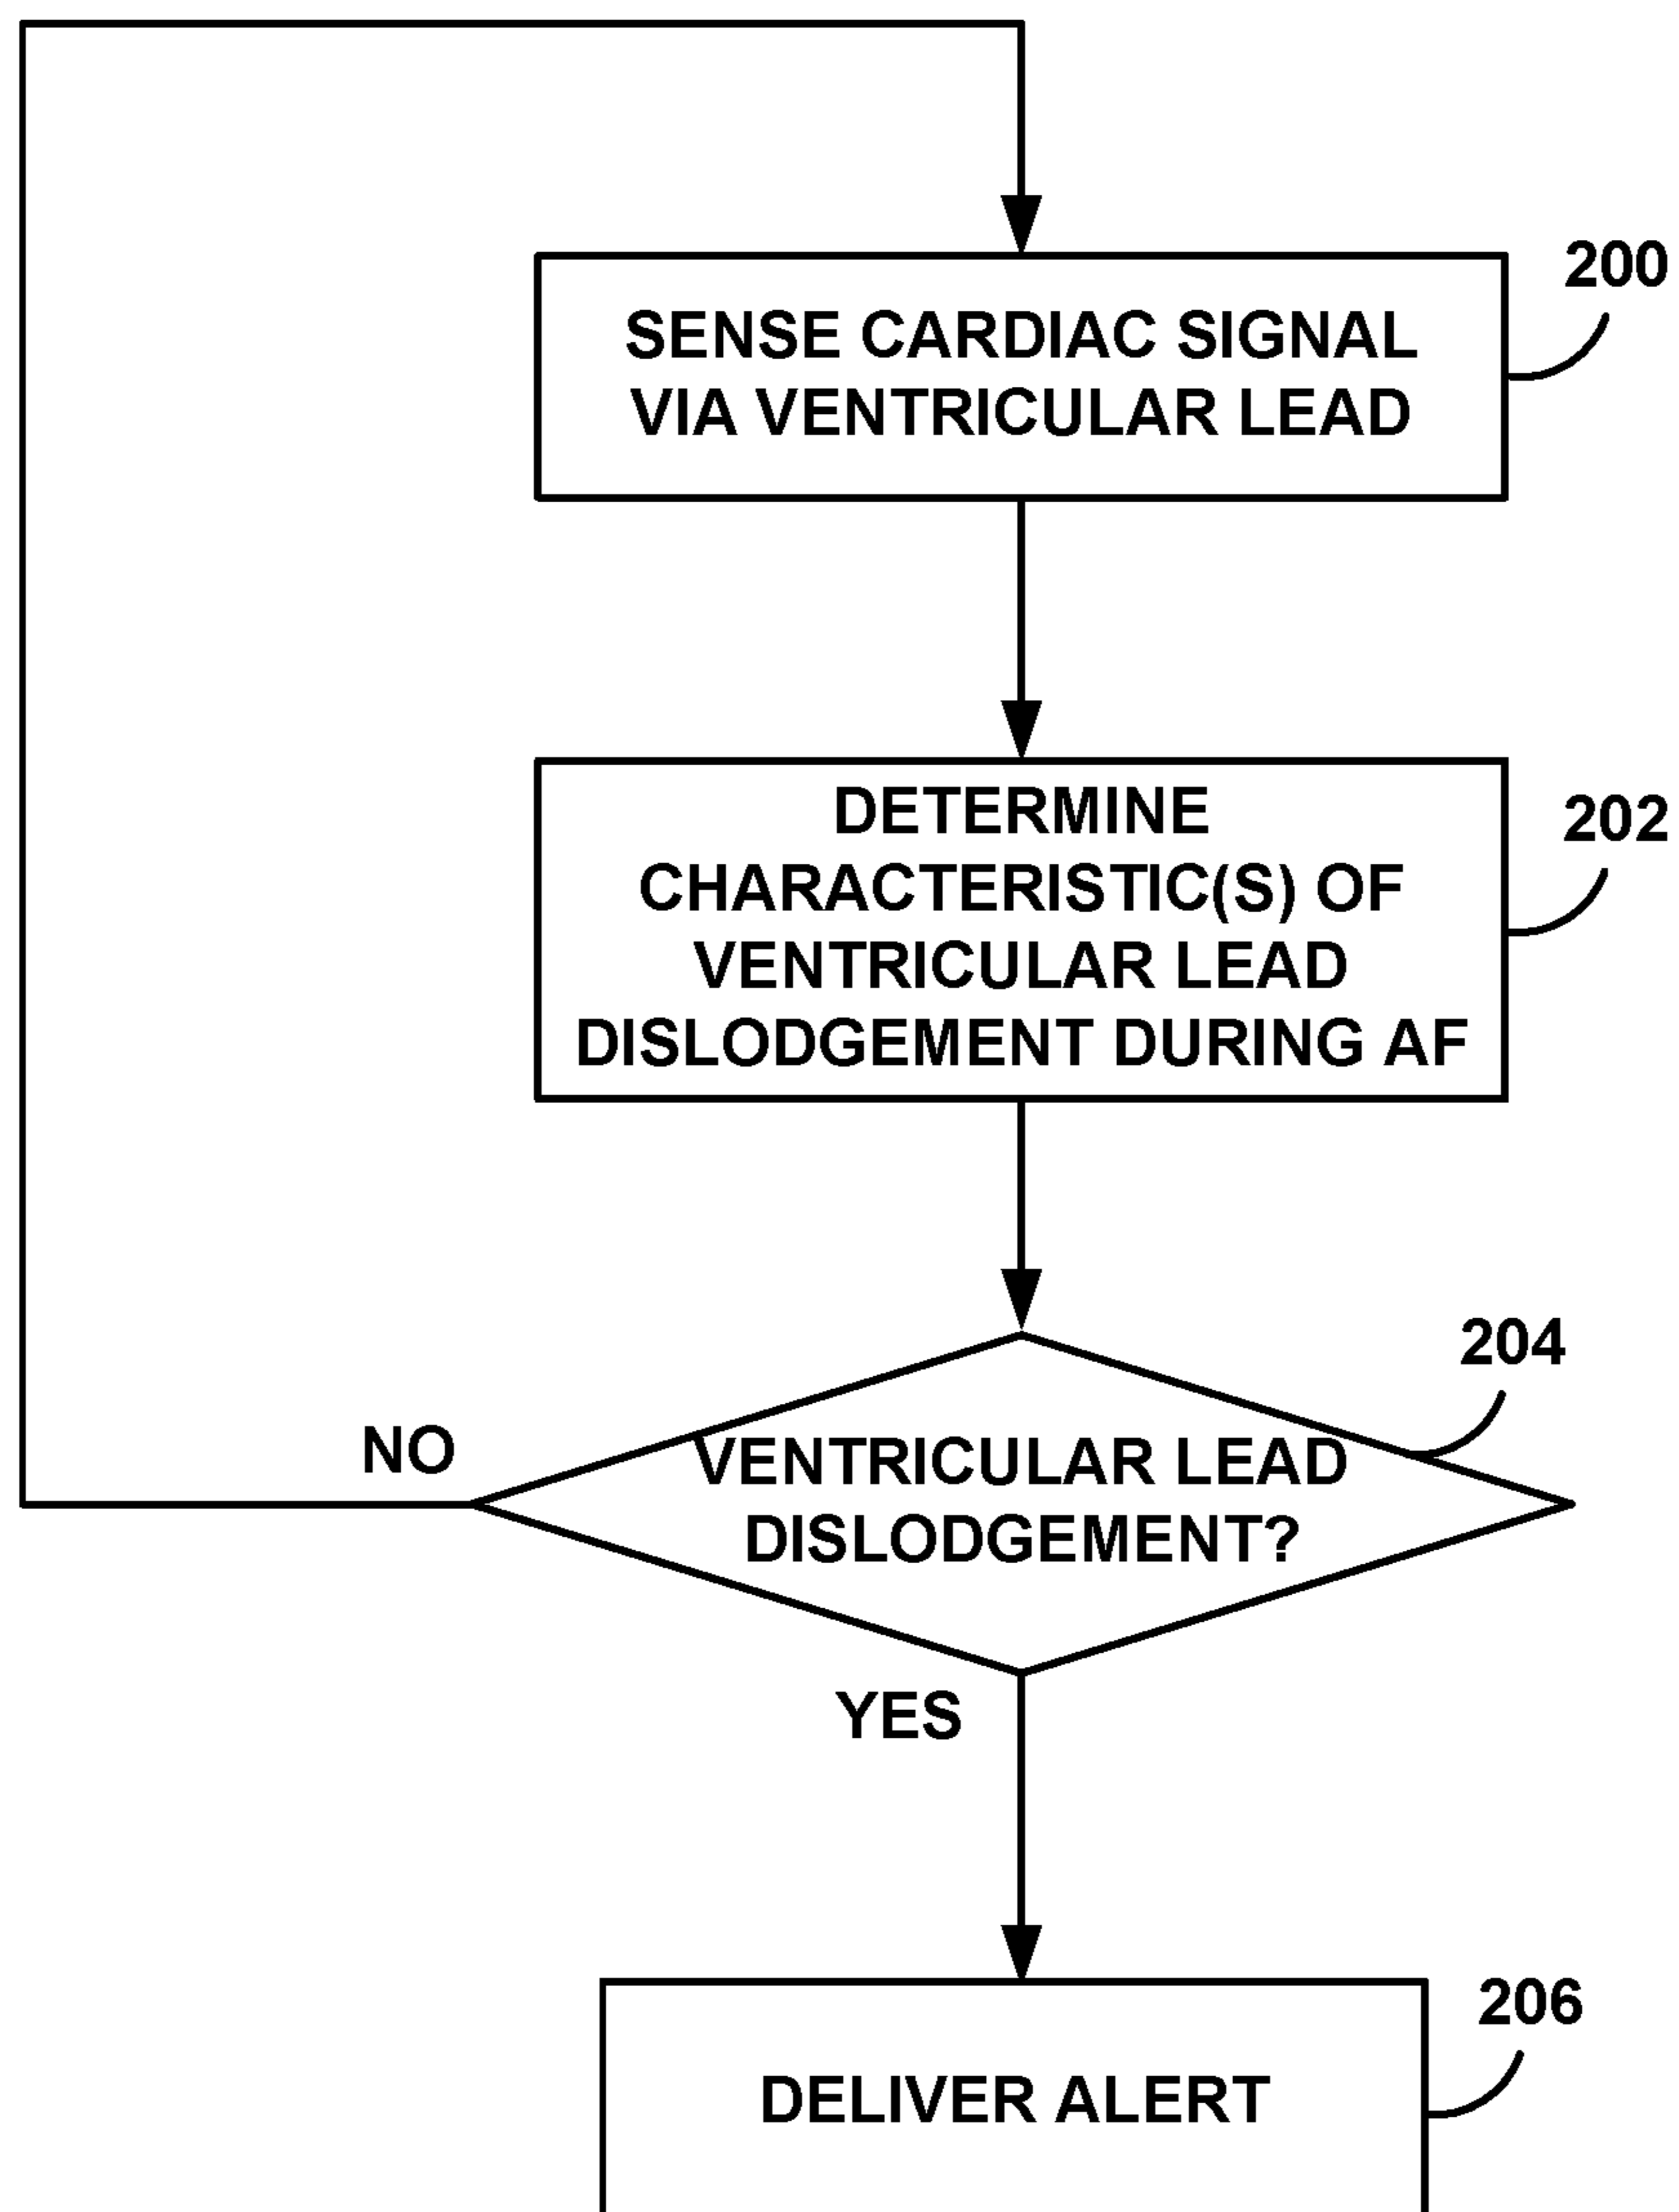 200
SENSE CARDIAC SIGNAL
VIA VENTRICULAR LEAD
202
DETERMINE
CHARACTERISTIC(S) OF
VENTRICULAR LEAD
DISLODGEMENT DURING AF
204
NO
VENTRICULAR LEAD
DISLODGEMENT?
YES
206
DELIVER ALERT